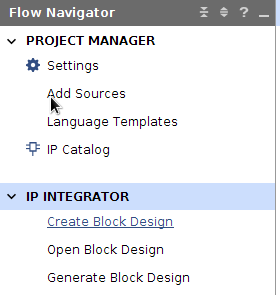 Flow Navigator
PROJECT MANAGER
Settings
Add Sources
Language Templates
IP Catalog
IP INTEGRATOR
Create Block Design
Open Block Design
Generate Block Design